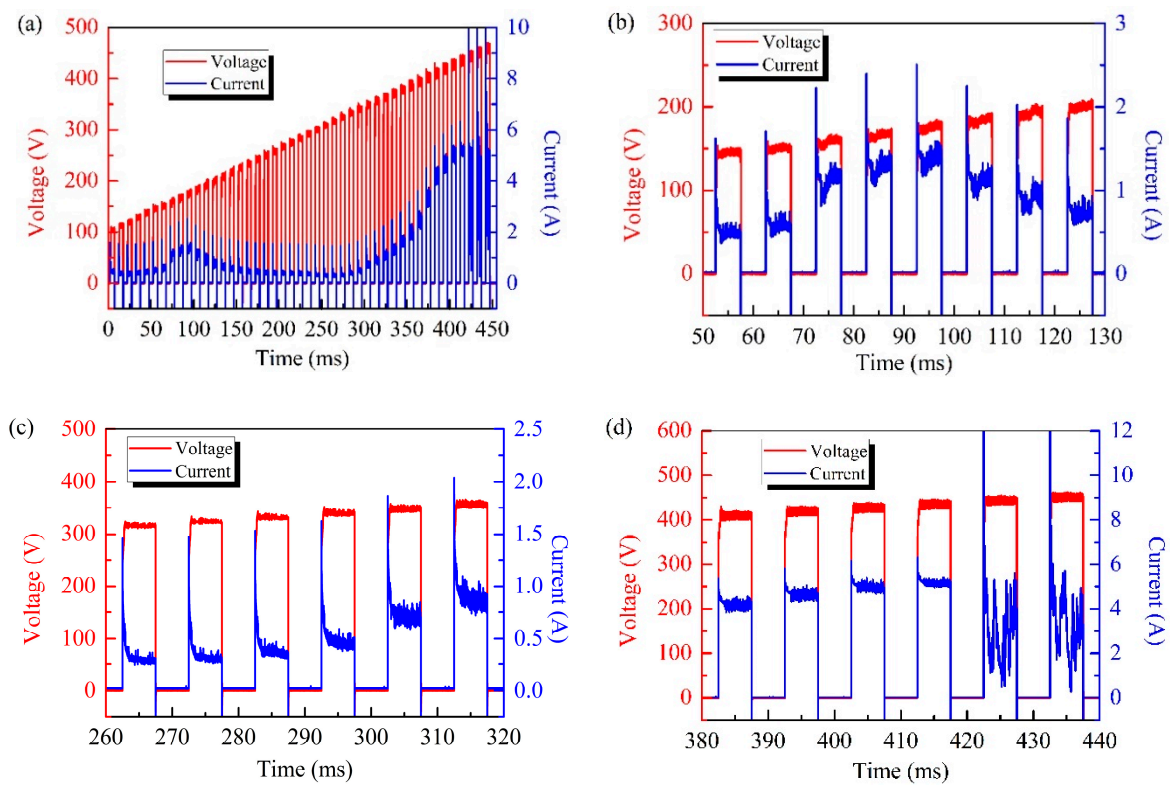 (a)
500
400
300
200
100
0
Voltage (V)
Voltage
Current
10
8
6
4
2
0
Current (A)
0 50 100 150 200 250 300 350 400 450
Time (ms)
(b)
300
200
100
0
Voltage (V)
Voltage
Current
3
2
1
0
Current (A)
50 60 70 80 90 100 110 120 130
Time (ms)
(c)
500
400
300
200
100
0
Voltage (V)
Voltage
Current
2.5
2.0
1.5
1.0
0.5
0.0
Current (A)
260 270 280 290 300 310 320
Time (ms)
(d)
600
500
400
300
200
100
0
Voltage (V)
Voltage
Current
12
10
8
6
4
2
0
Current (A)
380 390 400 410 420 430 440
Time (ms)